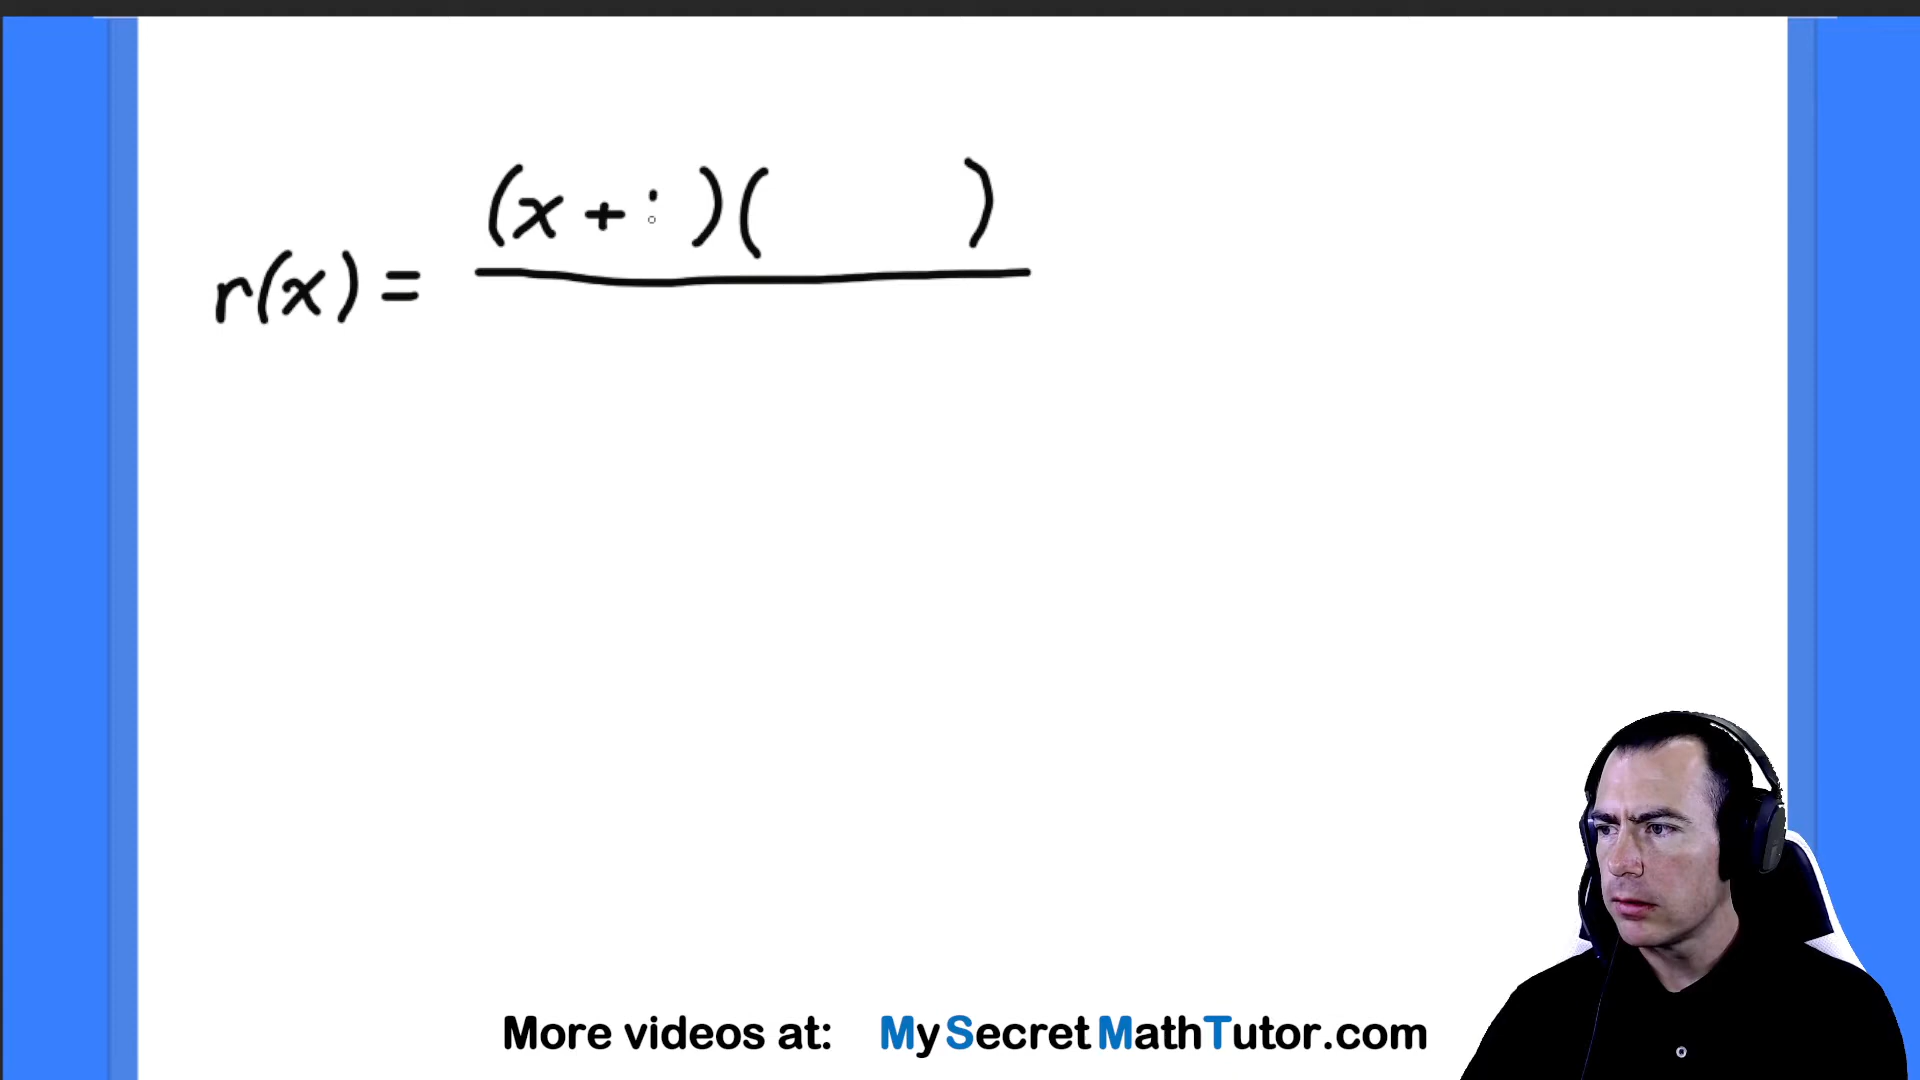 (x + )( )
r(x) =
More videos at: MySecretMathTutor.com